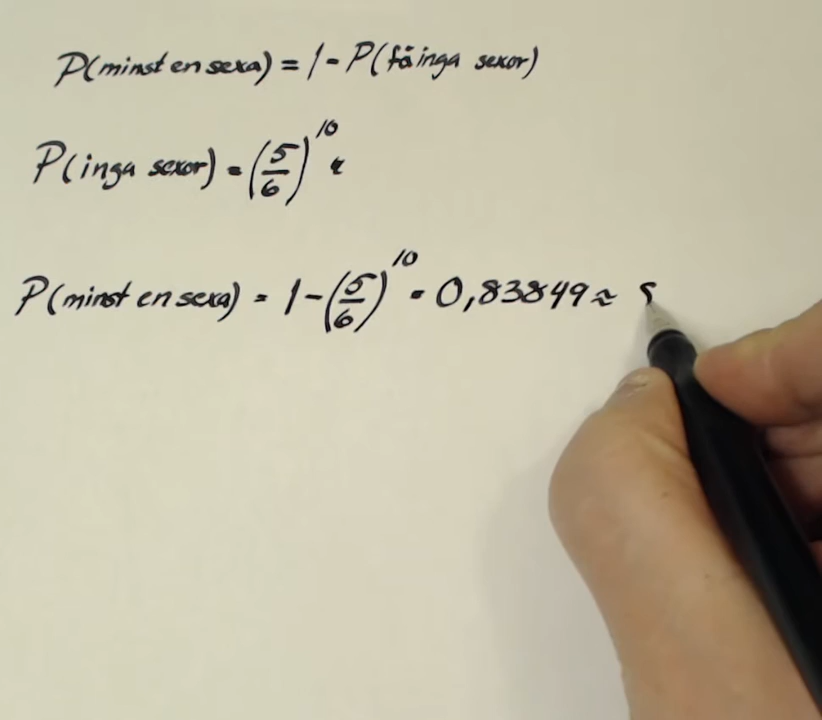 P(minst en sexa) = 1 - P(få inga sexor)
P(inga sexor) = (5/6)^10
P(minst en sexa) = 1 - (5/6)^10 = 0,83849 ≈